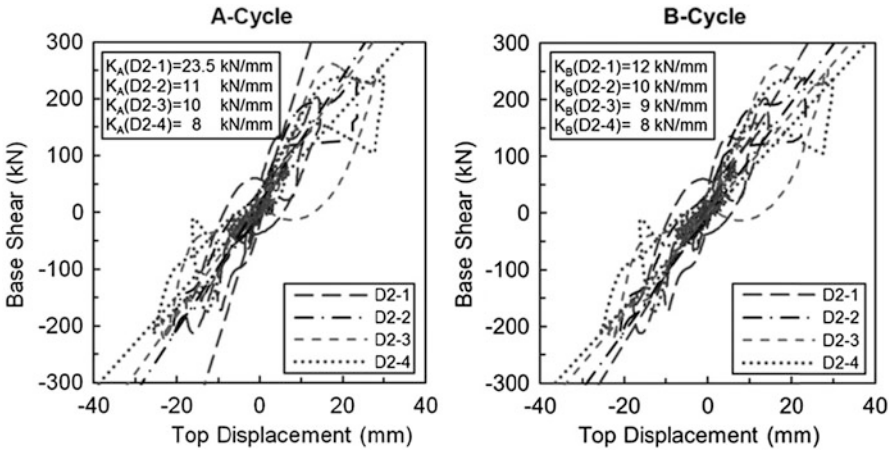 A-Cycle
300
200
100
0
-100
-200
-300
Base Shear (kN)
K_A(D2-1)=23.5 kN/mm
K_A(D2-2)=11 kN/mm
K_A(D2-3)=10 kN/mm
K_A(D2-4)= 8 kN/mm
D2-1
D2-2
D2-3
D2-4
-40 -20 0 20 40
Top Displacement (mm)
B-Cycle
300
200
100
0
-100
-200
-300
Base Shear (kN)
K_B(D2-1)=12 kN/mm
K_B(D2-2)=10 kN/mm
K_B(D2-3)= 9 kN/mm
K_B(D2-4)= 8 kN/mm
D2-1
D2-2
D2-3
D2-4
-40 -20 0 20 40
Top Displacement (mm)